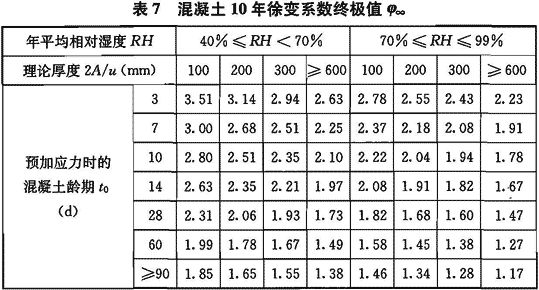 表 7 混凝土 10 年徐变系数终极值 φ∞
年平均相对湿度 RH 40%≤RH<70% 70%≤RH≤99%
理论厚度 2A/u (mm) 100 200 300 ≥600 100 200 300 ≥600
3 3.51 3.14 2.94 2.63 2.78 2.55 2.43 2.23
7 3.00 2.68 2.51 2.25 2.37 2.18 2.08 1.91
预加应力时的 10 2.80 2.51 2.35 2.10 2.22 2.04 1.94 1.78
混凝土龄期 t₀ 14 2.63 2.35 2.21 1.97 2.08 1.91 1.82 1.67
(d) 28 2.31 2.06 1.93 1.73 1.82 1.68 1.60 1.47
60 1.99 1.78 1.67 1.49 1.58 1.45 1.38 1.27
≥90 1.85 1.65 1.55 1.38 1.46 1.34 1.28 1.17